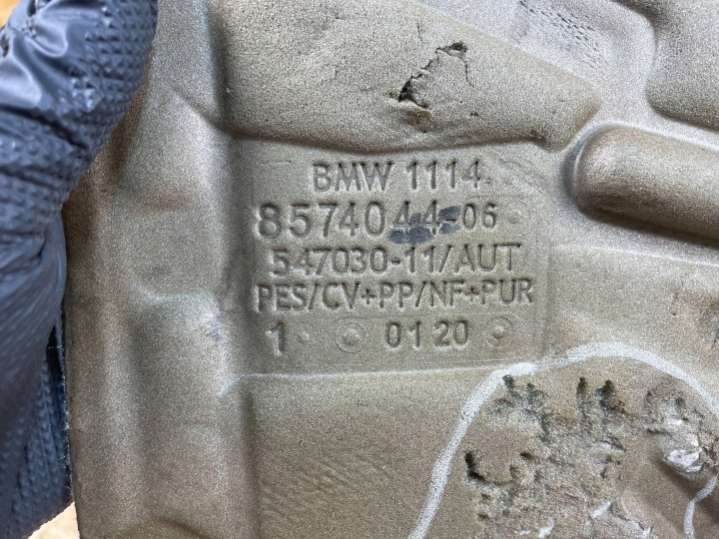 BMW 1114
8574044-06
547030-11/AUT
PES/CV+PP/NF+PUR
1 0120